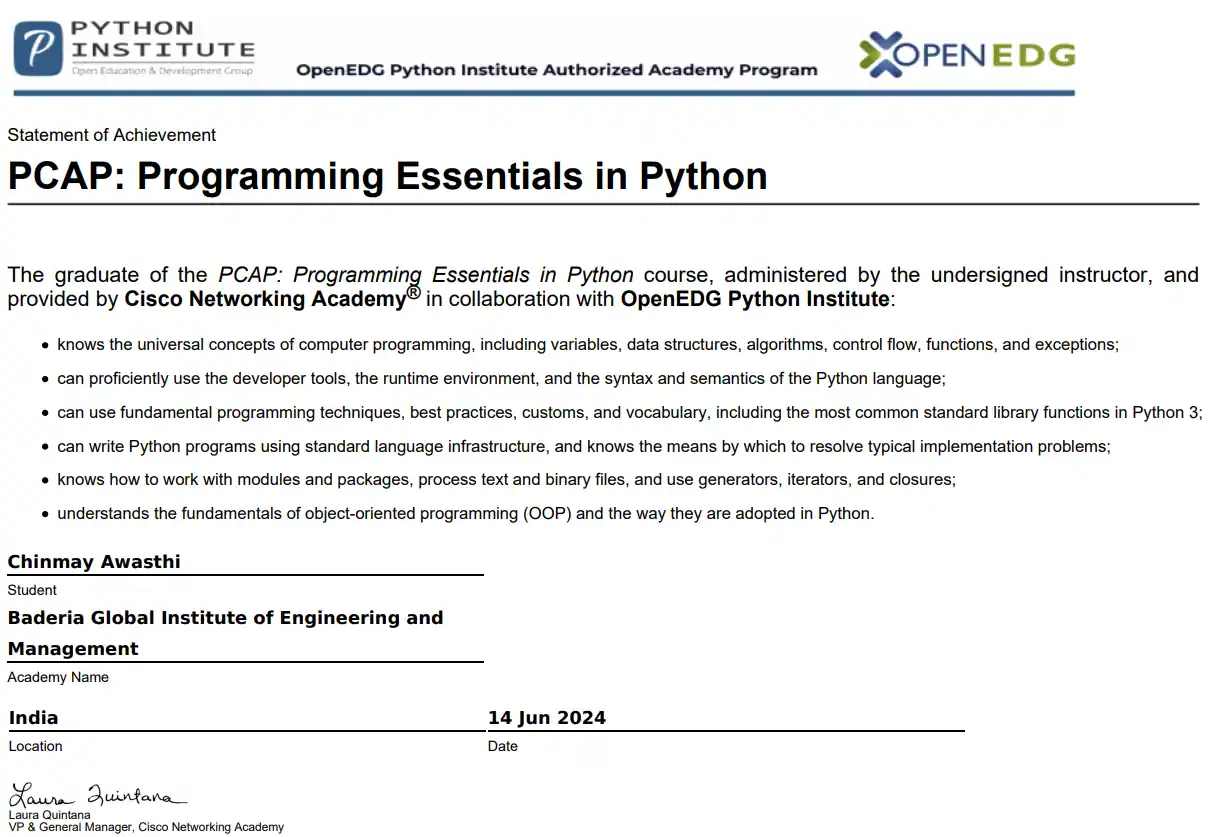 PYTHON
INSTITUTE
Open Education & Development Group
OpenEDG Python Institute Authorized Academy Program
OPENEDG
Statement of Achievement
PCAP: Programming Essentials in Python
The graduate of the PCAP: Programming Essentials in Python course, administered by the undersigned instructor, and
provided by Cisco Networking Academy® in collaboration with OpenEDG Python Institute:
• knows the universal concepts of computer programming, including variables, data structures, algorithms, control flow, functions, and exceptions;
• can proficiently use the developer tools, the runtime environment, and the syntax and semantics of the Python language;
• can use fundamental programming techniques, best practices, customs, and vocabulary, including the most common standard library functions in Python 3;
• can write Python programs using standard language infrastructure, and knows the means by which to resolve typical implementation problems;
• knows how to work with modules and packages, process text and binary files, and use generators, iterators, and closures;
• understands the fundamentals of object-oriented programming (OOP) and the way they are adopted in Python.
Chinmay Awasthi
Student
Baderia Global Institute of Engineering and
Management
Academy Name
India 14 Jun 2024
Location Date
Laura Quintana
Laura Quintana
VP & General Manager, Cisco Networking Academy